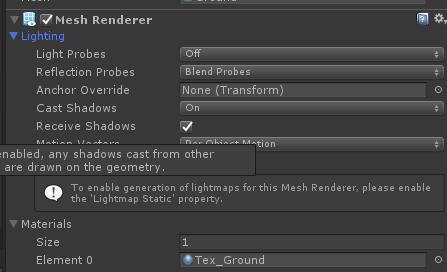 Ground
Mesh Renderer
Lighting
Light Probes Off
Reflection Probes Blend Probes
Anchor Override None (Transform)
Cast Shadows On
Receive Shadows
Motion Vectors Per Object Motion
enabled, any shadows cast from other
are drawn on the geometry.
To enable generation of lightmaps for this Mesh Renderer, please enable
the 'Lightmap Static' property.
Materials
Size 1
Element 0 Tex_Ground